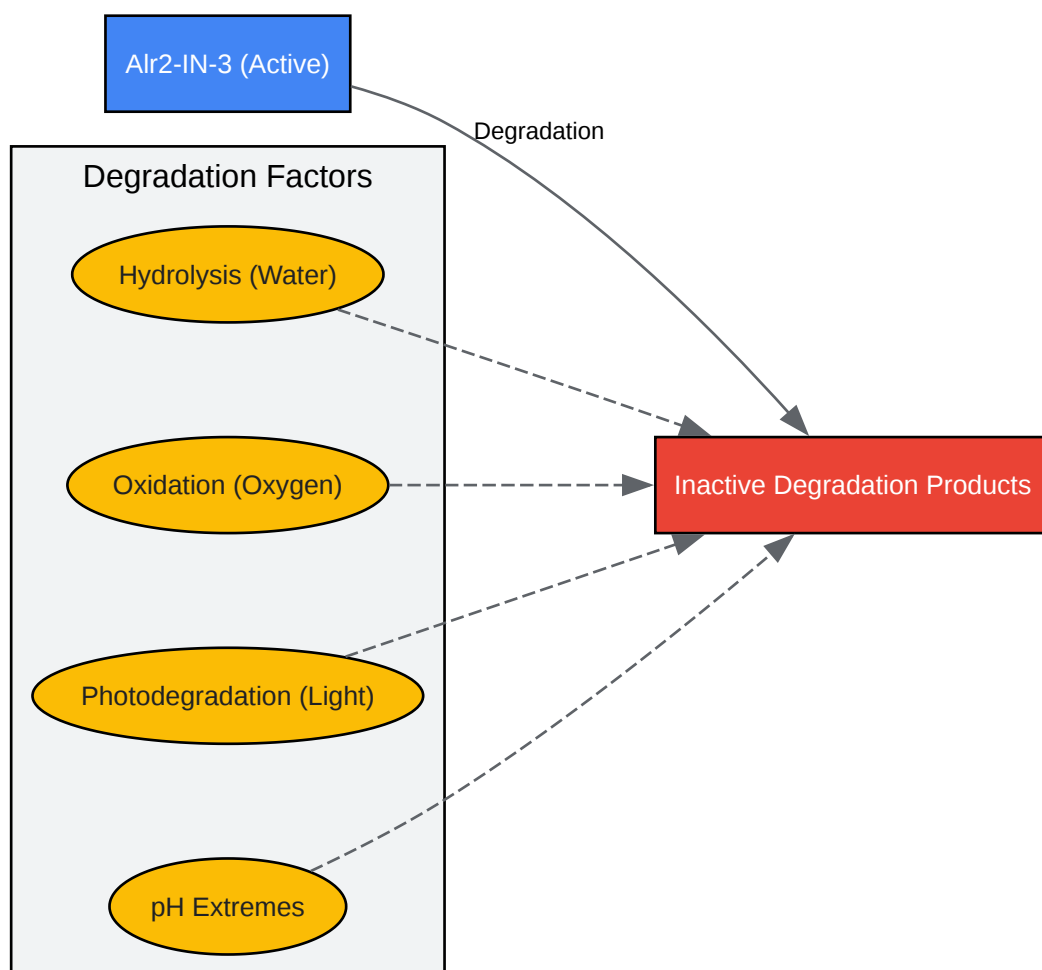 Alr2-IN-3 (Active)
Degradation
Degradation Factors
Hydrolysis (Water)
Oxidation (Oxygen)
Inactive Degradation Products
Photodegradation (Light)
pH Extremes